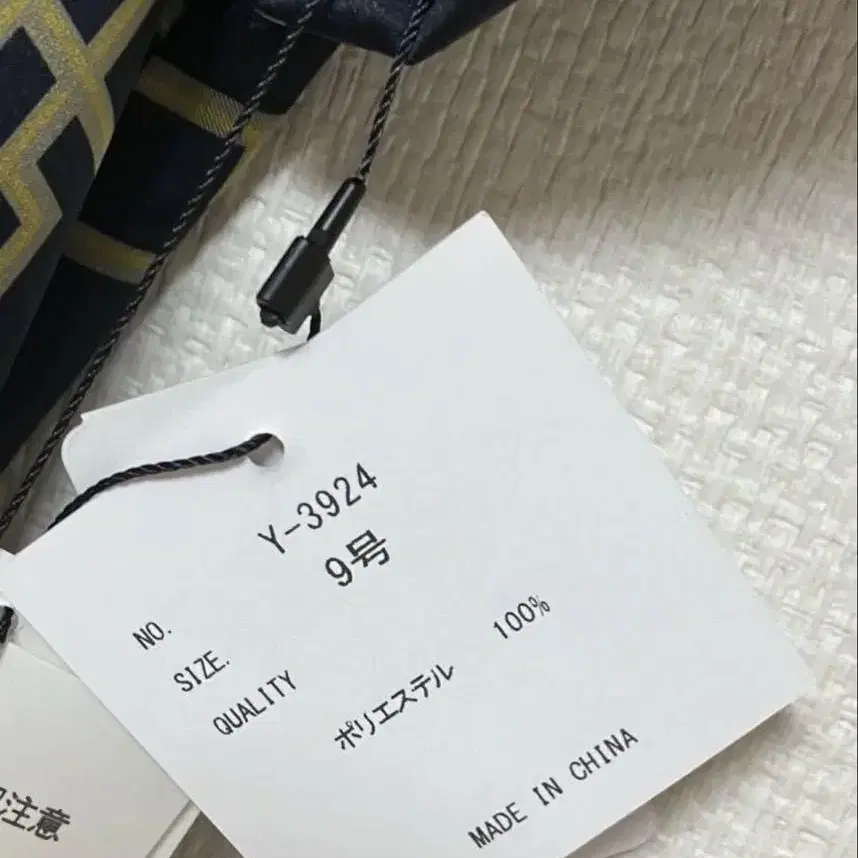 NO. Y-3924
SIZE. 9号
QUALITY
ポリエステル 100%
MADE IN CHINA
注意